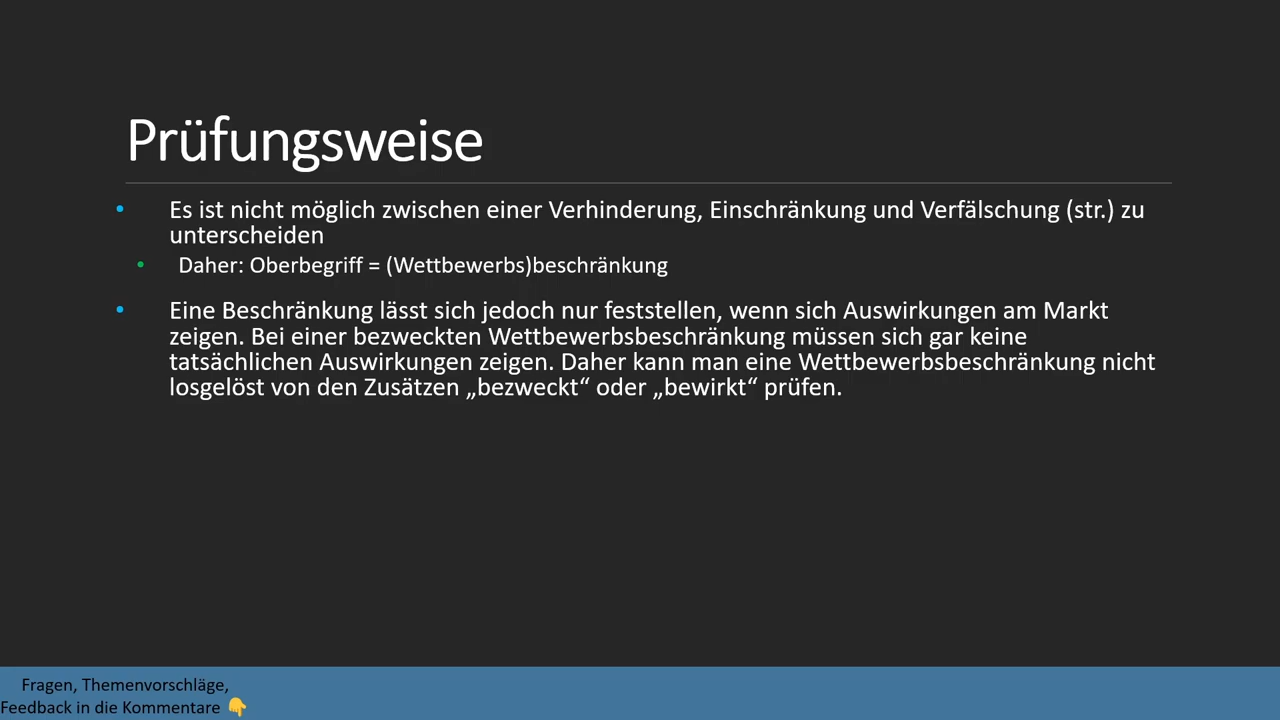 Prüfungsweise
• Es ist nicht möglich zwischen einer Verhinderung, Einschränkung und Verfälschung (str.) zu
unterscheiden
• Daher: Oberbegriff = (Wettbewerbs)beschränkung
• Eine Beschränkung lässt sich jedoch nur feststellen, wenn sich Auswirkungen am Markt
zeigen. Bei einer bezweckten Wettbewerbsbeschränkung müssen sich gar keine
tatsächlichen Auswirkungen zeigen. Daher kann man eine Wettbewerbsbeschränkung nicht
losgelöst von den Zusätzen „bezweckt“ oder „bewirkt“ prüfen.
Fragen, Themenvorschläge,
Feedback in die Kommentare 👇